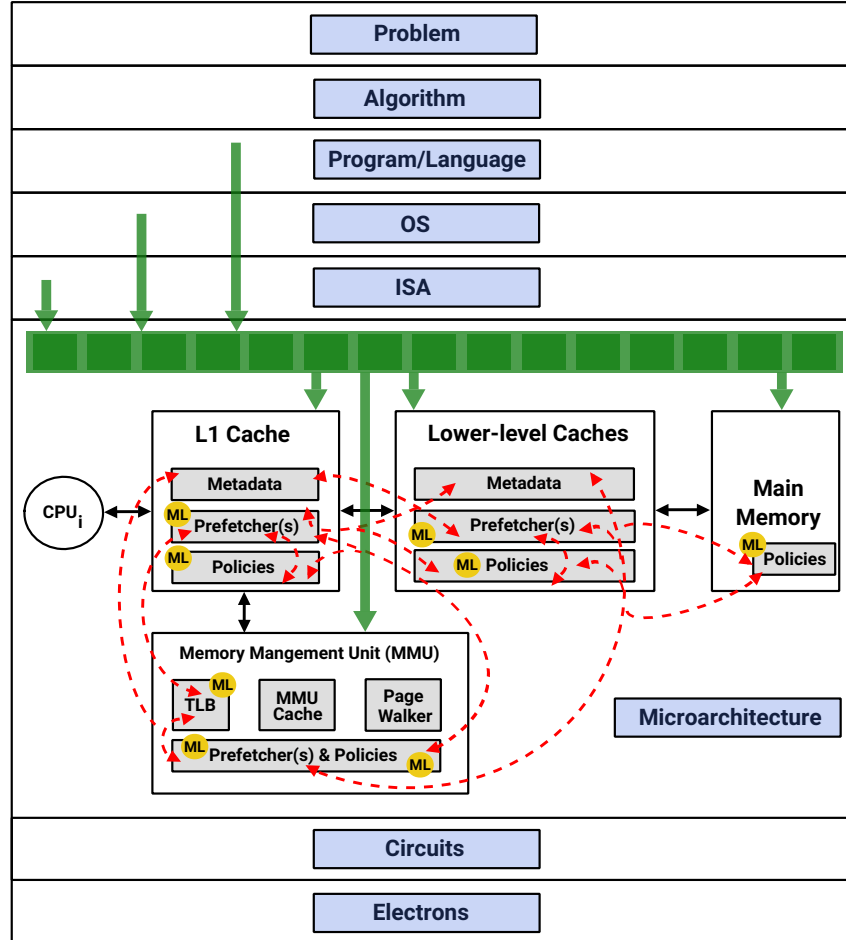 Problem
Algorithm
Program/Language
OS
ISA
L1 Cache
Metadata
ML
Prefetcher(s)
ML
Policies
Lower-level Caches
Metadata
Prefetcher(s)
ML
ML Policies
Main
Memory
ML
Policies
CPUi
Memory Mangement Unit (MMU)
ML
TLB
MMU
Cache
Page
Walker
ML
Prefetcher(s) & Policies
ML
Microarchitecture
Circuits
Electrons